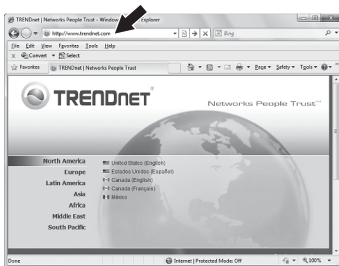 TRENDnet | Networks People Trust - Windows Internet Explorer
http://www.trendnet.com
Bing
File Edit View Favorites Tools Help
x Convert Select
Favorites TRENDnet | Networks People Trust
Page Safety Tools
TRENDNET
Networks People Trust™
North America
United States (English)
Europe
Estados Unidos (Español)
Latin America
Canada (English)
Asia
Canada (Français)
Africa
México
Middle East
South Pacific
Done Internet | Protected Mode: Off 100%